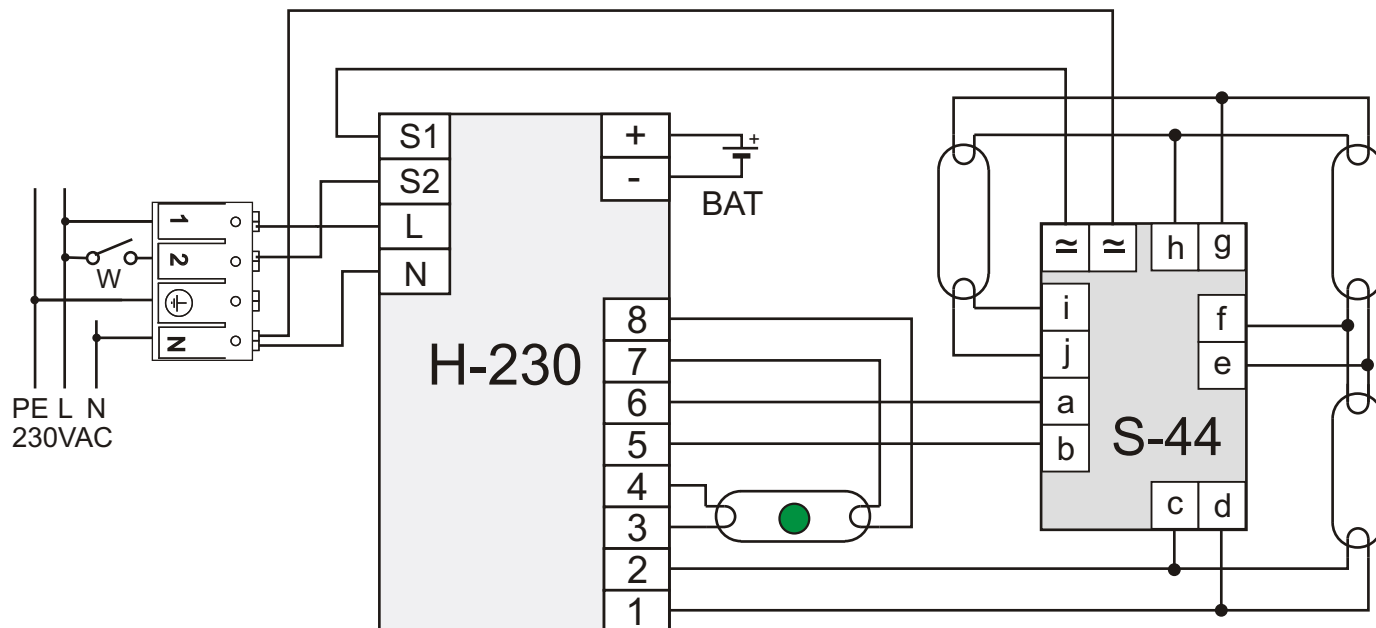 S1
S2
L
N
+
-
+
BAT
H-230
8
7
6
5
4
3
2
1
1
2
N
W
PE L N
230VAC
≃ ≃ h g
i
j
a
b
f
e
S-44
c d